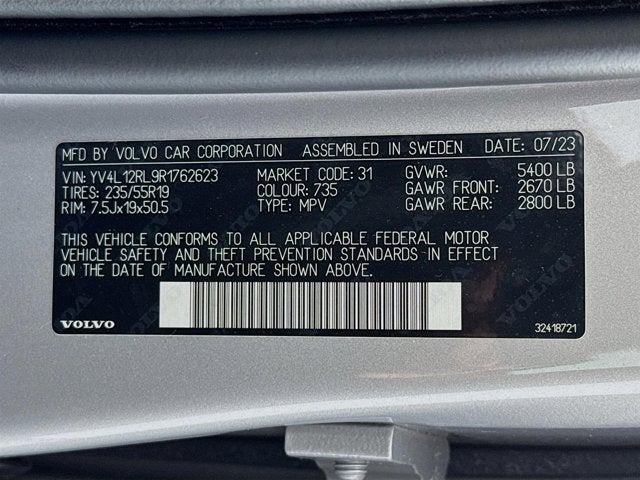 MFD BY VOLVO CAR CORPORATION ASSEMBLED IN SWEDEN DATE: 07/23
VIN: YV4L12RL9R1762623 MARKET CODE: 31 GVWR: 5400 LB
TIRES: 235/55R19 COLOUR: 735 GAWR FRONT: 2670 LB
RIM: 7.5Jx19x50.5 TYPE: MPV GAWR REAR: 2800 LB
THIS VEHICLE CONFORMS TO ALL APPLICABLE FEDERAL MOTOR
VEHICLE SAFETY AND THEFT PREVENTION STANDARDS IN EFFECT
ON THE DATE OF MANUFACTURE SHOWN ABOVE.
VOLVO 32418721